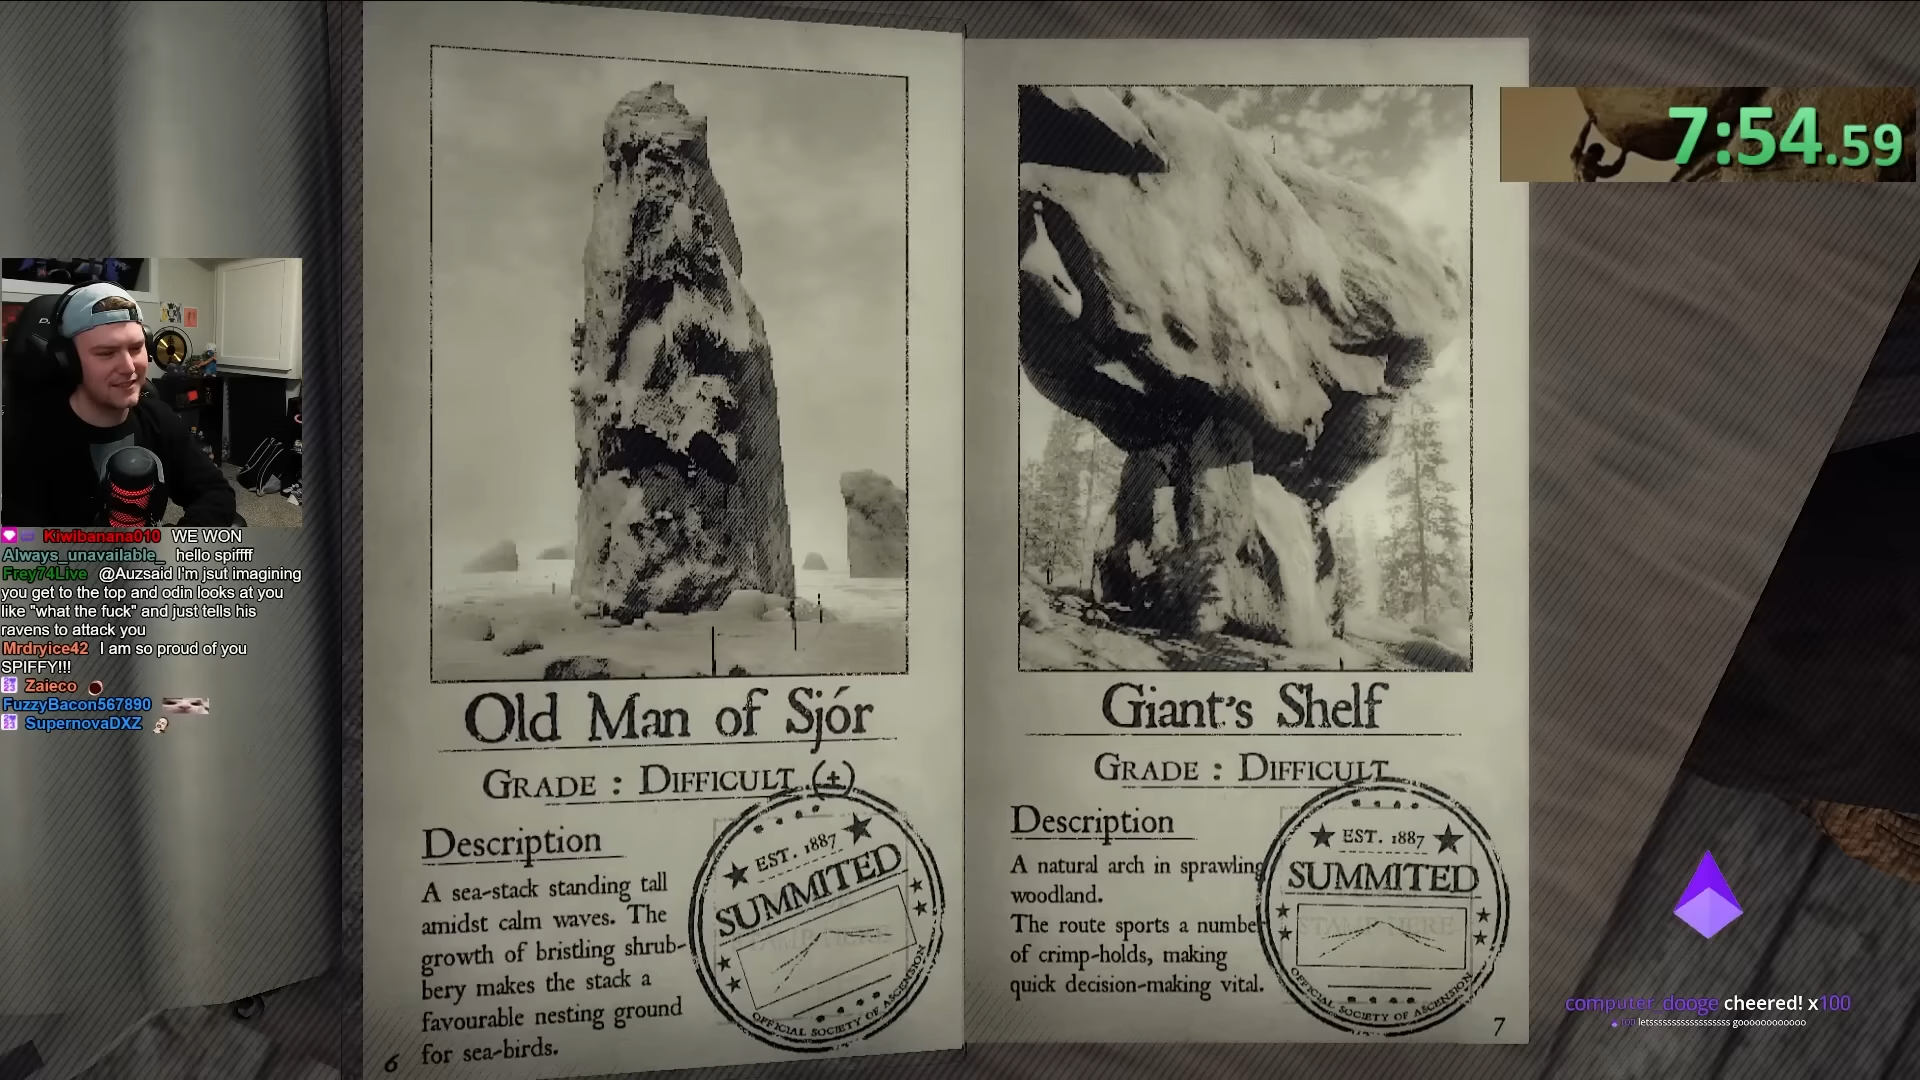 7:54.59
Kiwibanana010 WE WON
Always_unavailable_ hello spiffff
Frey74Live @Auzsaid I'm jsut imagining
you get to the top and odin looks at you
like "what the fuck" and just tells his
ravens to attack you
Mrdryice42 I am so proud of you
SPIFFY!!!
Zaieco
FuzzyBacon567890
SupernovaDXZ
Old Man of Sjór
GRADE : DIFFICULT (+)
Description
A sea-stack standing tall
amidst calm waves. The
growth of bristling shrub-
bery makes the stack a
favourable nesting ground
for sea-birds.
EST. 1887
SUMMITED
STAMP HERE
OFFICIAL SOCIETY OF ASCENSION
6
Giant's Shelf
GRADE : DIFFICULT
Description
A natural arch in sprawling
woodland.
The route sports a number
of crimp-holds, making
quick decision-making vital.
EST. 1887
SUMMITED
STAMP HERE
OFFICIAL SOCIETY OF ASCENSION
7
computer_dooge cheered! x100